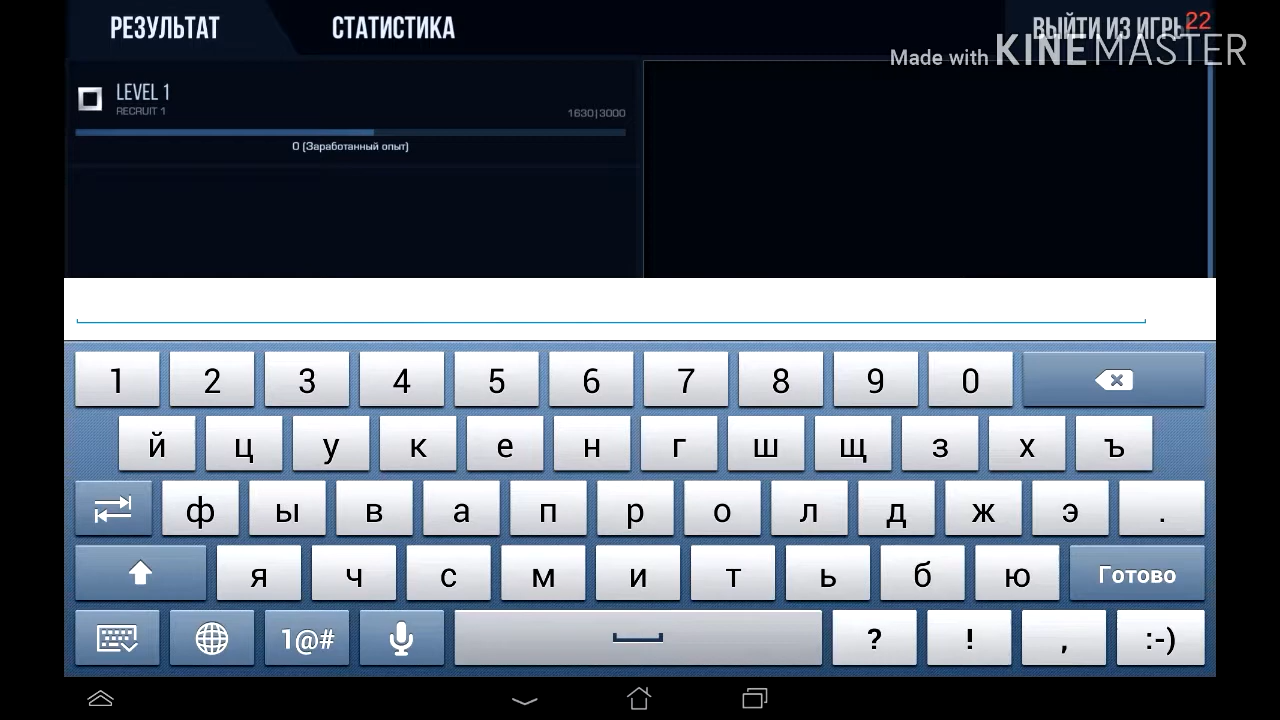 РЕЗУЛЬТАТ СТАТИСТИКА ВЫЙТИ ИЗ ИГРЫ 22
Made with KINEMASTER
LEVEL 1
RECRUIT 1 1630|3000
0 (Заработанный опыт)
1 2 3 4 5 6 7 8 9 0
й ц у к е н г ш щ з х ъ
ф ы в а п р о л д ж э .
я ч с м и т ь б ю Готово
1@# ? ! , :-)